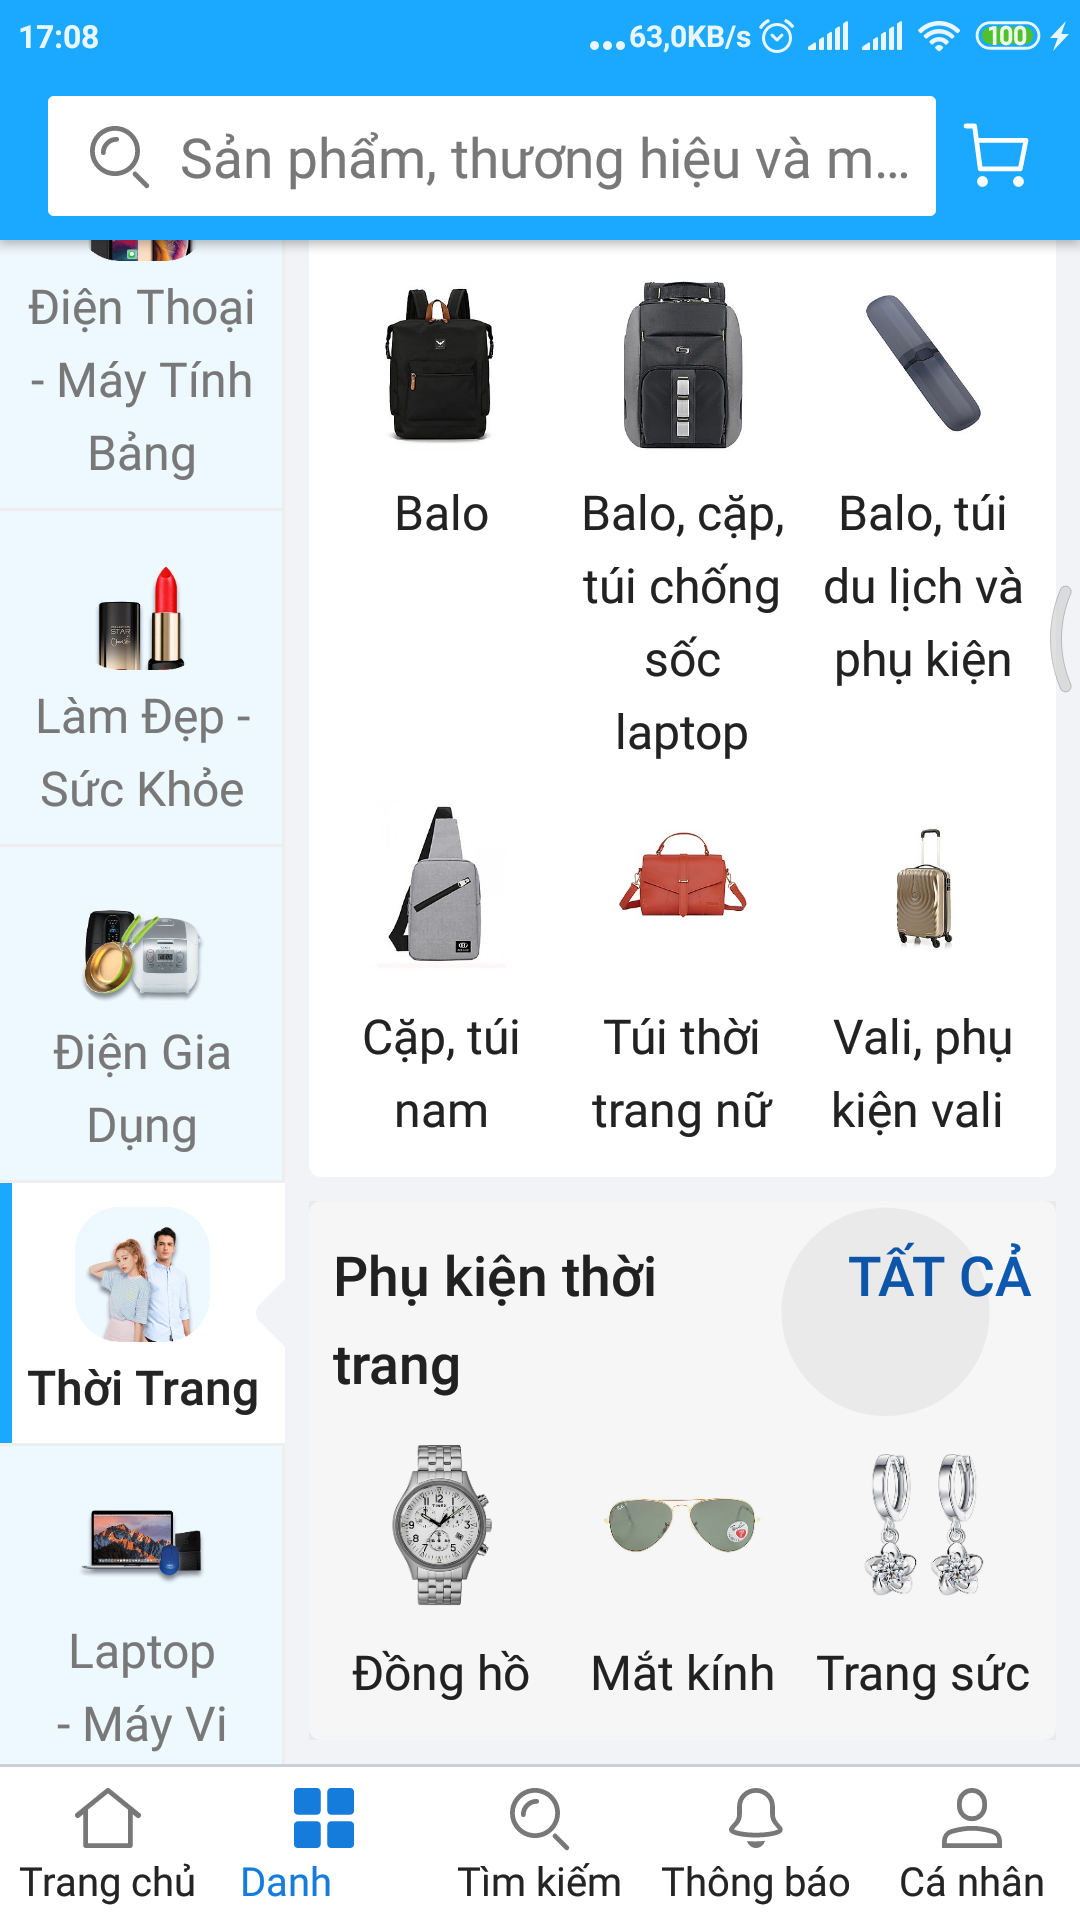 17:08
...63,0KB/s
100
Sản phẩm, thương hiệu và m...
Điện Thoại
- Máy Tính
Bảng
Làm Đẹp -
Sức Khỏe
Điện Gia
Dụng
Thời Trang
Laptop
- Máy Vi
Balo
Balo, cặp,
túi chống
sốc
laptop
Balo, túi
du lịch và
phụ kiện
Cặp, túi
nam
Túi thời
trang nữ
Vali, phụ
kiện vali
Phụ kiện thời
trang
TẤT CẢ
Đồng hồ
Mắt kính
Trang sức
Trang chủ
Danh
Tìm kiếm
Thông báo
Cá nhân